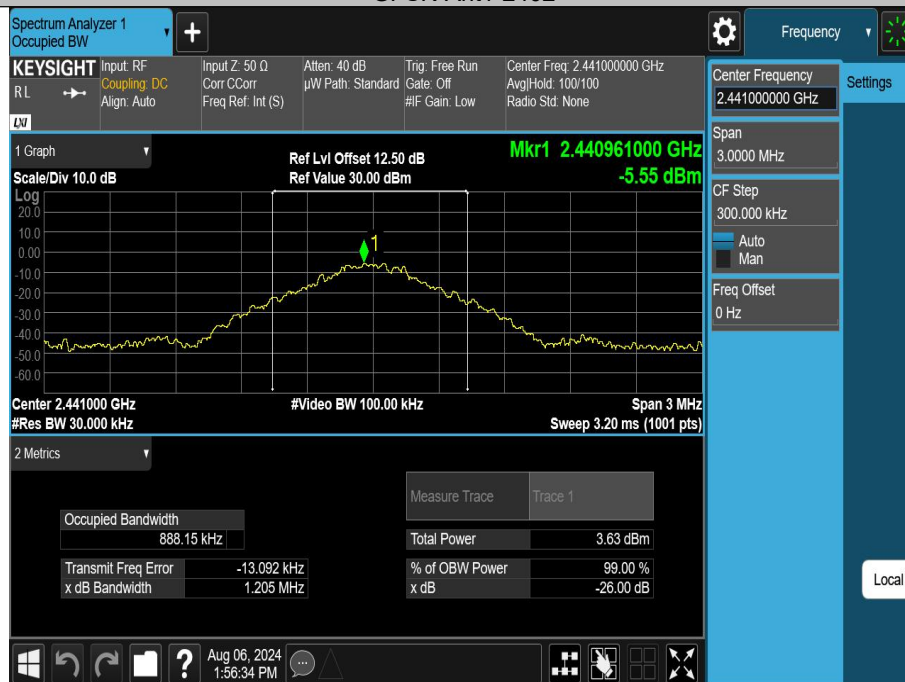 Spectrum Analyzer 1
Occupied BW
Frequency
KEYSIGHT
RL
LXI
Input: RF
Coupling: DC
Align: Auto
Input Z: 50 Ω
Corr CCorr
Freq Ref: Int (S)
Atten: 40 dB
µW Path: Standard
Trig: Free Run
Gate: Off
#IF Gain: Low
Center Freq: 2.441000000 GHz
Avg|Hold: 100/100
Radio Std: None
Center Frequency
2.441000000 GHz
Settings
Span
3.0000 MHz
CF Step
300.000 kHz
Auto
Man
Freq Offset
0 Hz
Local
1 Graph
Scale/Div 10.0 dB
Ref Lvl Offset 12.50 dB
Ref Value 30.00 dBm
Mkr1 2.440961000 GHz
-5.55 dBm
Log
20.0
10.0
0.00
-10.0
-20.0
-30.0
-40.0
-50.0
-60.0
1
Center 2.441000 GHz
#Video BW 100.00 kHz
Span 3 MHz
#Res BW 30.000 kHz
Sweep 3.20 ms (1001 pts)
2 Metrics
Measure Trace
Trace 1
Occupied Bandwidth
888.15 kHz
Total Power
3.63 dBm
Transmit Freq Error
-13.092 kHz
% of OBW Power
99.00 %
x dB Bandwidth
1.205 MHz
x dB
-26.00 dB
?
Aug 06, 2024
1:56:34 PM